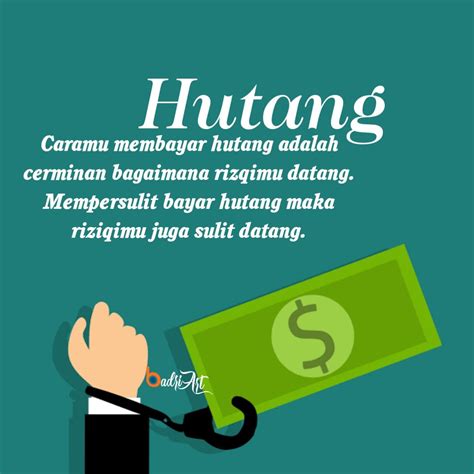 Hutang
Caramu membayar hutang adalah
cerminan bagaimana rizqimu datang.
Mempersulit bayar hutang maka
riziqimu juga sulit datang.
$
badriArt